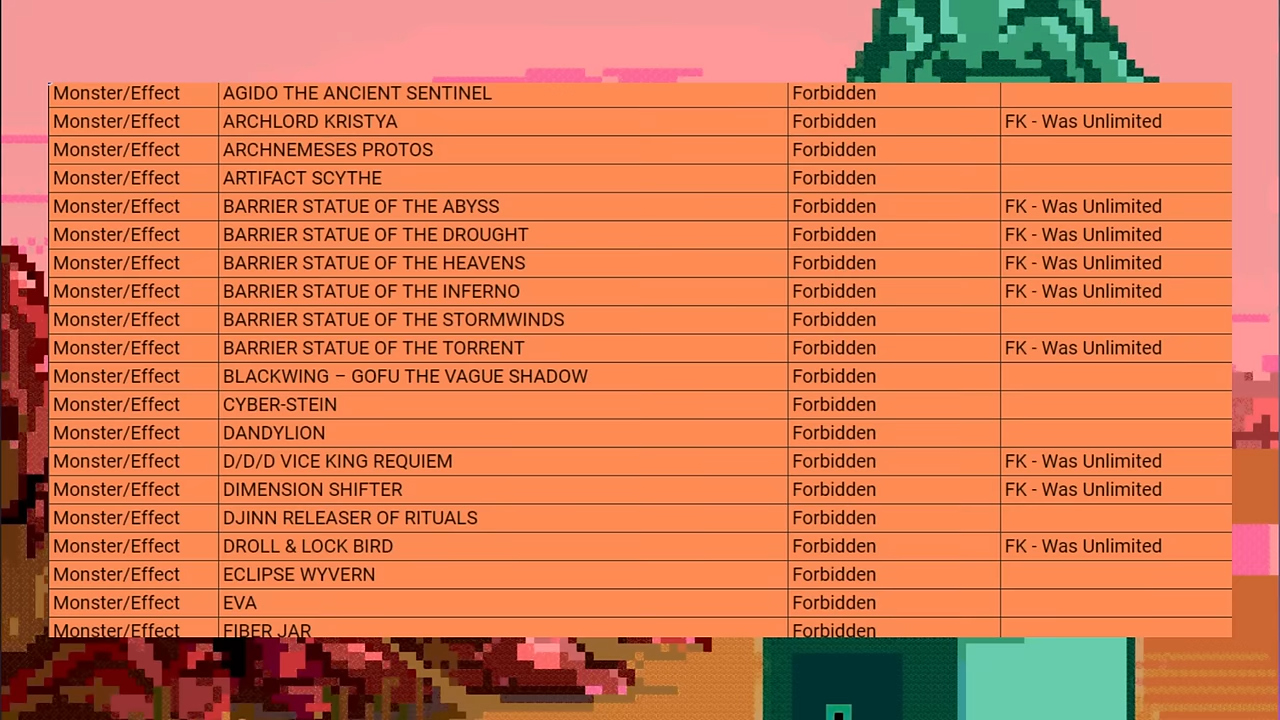 Monster/Effect AGIDO THE ANCIENT SENTINEL Forbidden
Monster/Effect ARCHLORD KRISTYA Forbidden FK - Was Unlimited
Monster/Effect ARCHNEMESES PROTOS Forbidden
Monster/Effect ARTIFACT SCYTHE Forbidden
Monster/Effect BARRIER STATUE OF THE ABYSS Forbidden FK - Was Unlimited
Monster/Effect BARRIER STATUE OF THE DROUGHT Forbidden FK - Was Unlimited
Monster/Effect BARRIER STATUE OF THE HEAVENS Forbidden FK - Was Unlimited
Monster/Effect BARRIER STATUE OF THE INFERNO Forbidden FK - Was Unlimited
Monster/Effect BARRIER STATUE OF THE STORMWINDS Forbidden
Monster/Effect BARRIER STATUE OF THE TORRENT Forbidden FK - Was Unlimited
Monster/Effect BLACKWING – GOFU THE VAGUE SHADOW Forbidden
Monster/Effect CYBER-STEIN Forbidden
Monster/Effect DANDYLION Forbidden
Monster/Effect D/D/D VICE KING REQUIEM Forbidden FK - Was Unlimited
Monster/Effect DIMENSION SHIFTER Forbidden FK - Was Unlimited
Monster/Effect DJINN RELEASER OF RITUALS Forbidden
Monster/Effect DROLL & LOCK BIRD Forbidden FK - Was Unlimited
Monster/Effect ECLIPSE WYVERN Forbidden
Monster/Effect EVA Forbidden
Monster/Effect FIBER JAR Forbidden